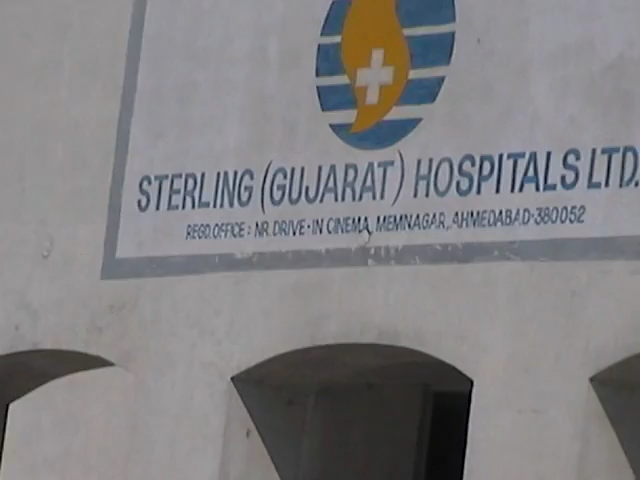 STERLING (GUJARAT) HOSPITALS LTD.
REGD.OFFICE : NR. DRIVE-IN CINEMA, MEMNAGAR, AHMEDABAD-380052